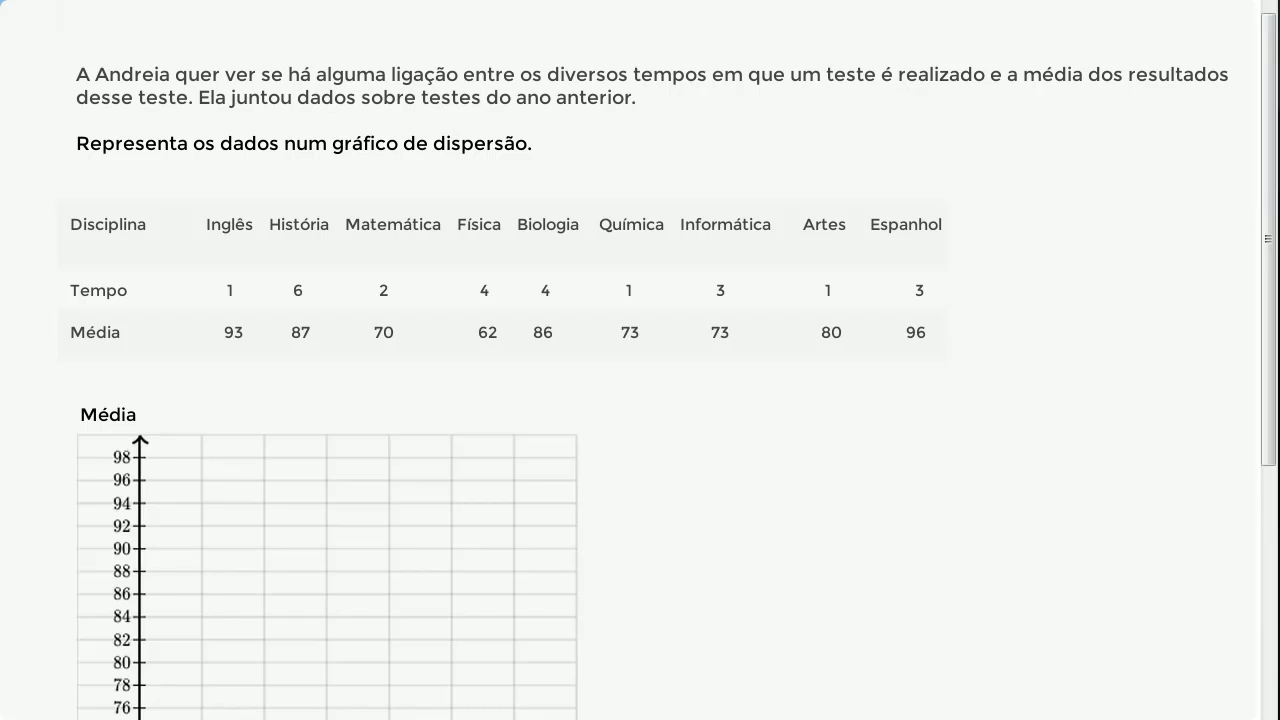 A Andreia quer ver se há alguma ligação entre os diversos tempos em que um teste é realizado e a média dos resultados
desse teste. Ela juntou dados sobre testes do ano anterior.
Representa os dados num gráfico de dispersão.
Disciplina Inglês História Matemática Física Biologia Química Informática Artes Espanhol
Tempo 1 6 2 4 4 1 3 1 3
Média 93 87 70 62 86 73 73 80 96
Média
98
96
94
92
90
88
86
84
82
80
78
76